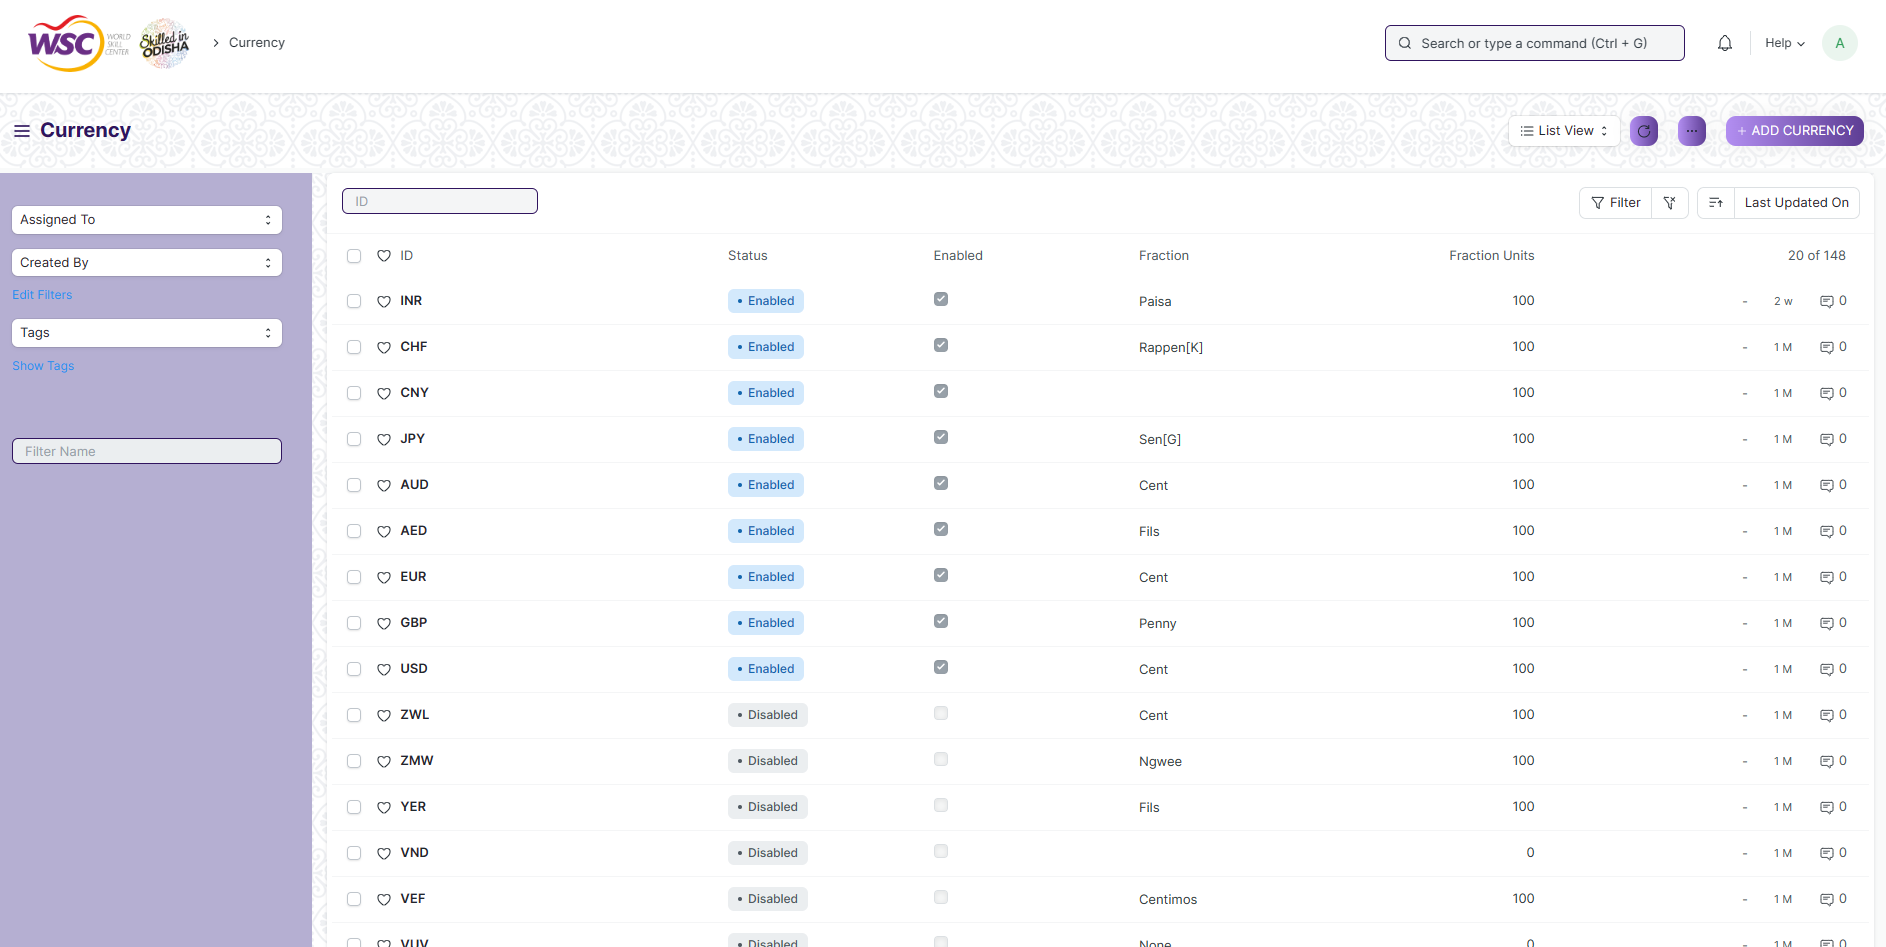 WSC WORLD SKILL CENTER
Skilled in ODISHA
Currency
Search or type a command (Ctrl + G)
Help
A
Currency
List View
+ ADD CURRENCY
Assigned To
Created By
Edit Filters
Tags
Show Tags
Filter Name
ID
Filter
Last Updated On
ID Status Enabled Fraction Fraction Units 20 of 148
INR • Enabled Paisa 100 - 2 w 0
CHF • Enabled Rappen[K] 100 - 1 M 0
CNY • Enabled 100 - 1 M 0
JPY • Enabled Sen[G] 100 - 1 M 0
AUD • Enabled Cent 100 - 1 M 0
AED • Enabled Fils 100 - 1 M 0
EUR • Enabled Cent 100 - 1 M 0
GBP • Enabled Penny 100 - 1 M 0
USD • Enabled Cent 100 - 1 M 0
ZWL • Disabled Cent 100 - 1 M 0
ZMW • Disabled Ngwee 100 - 1 M 0
YER • Disabled Fils 100 - 1 M 0
VND • Disabled 0 - 1 M 0
VEF • Disabled Centimos 100 - 1 M 0
VUV • Disabled None 0 - 1 M 0